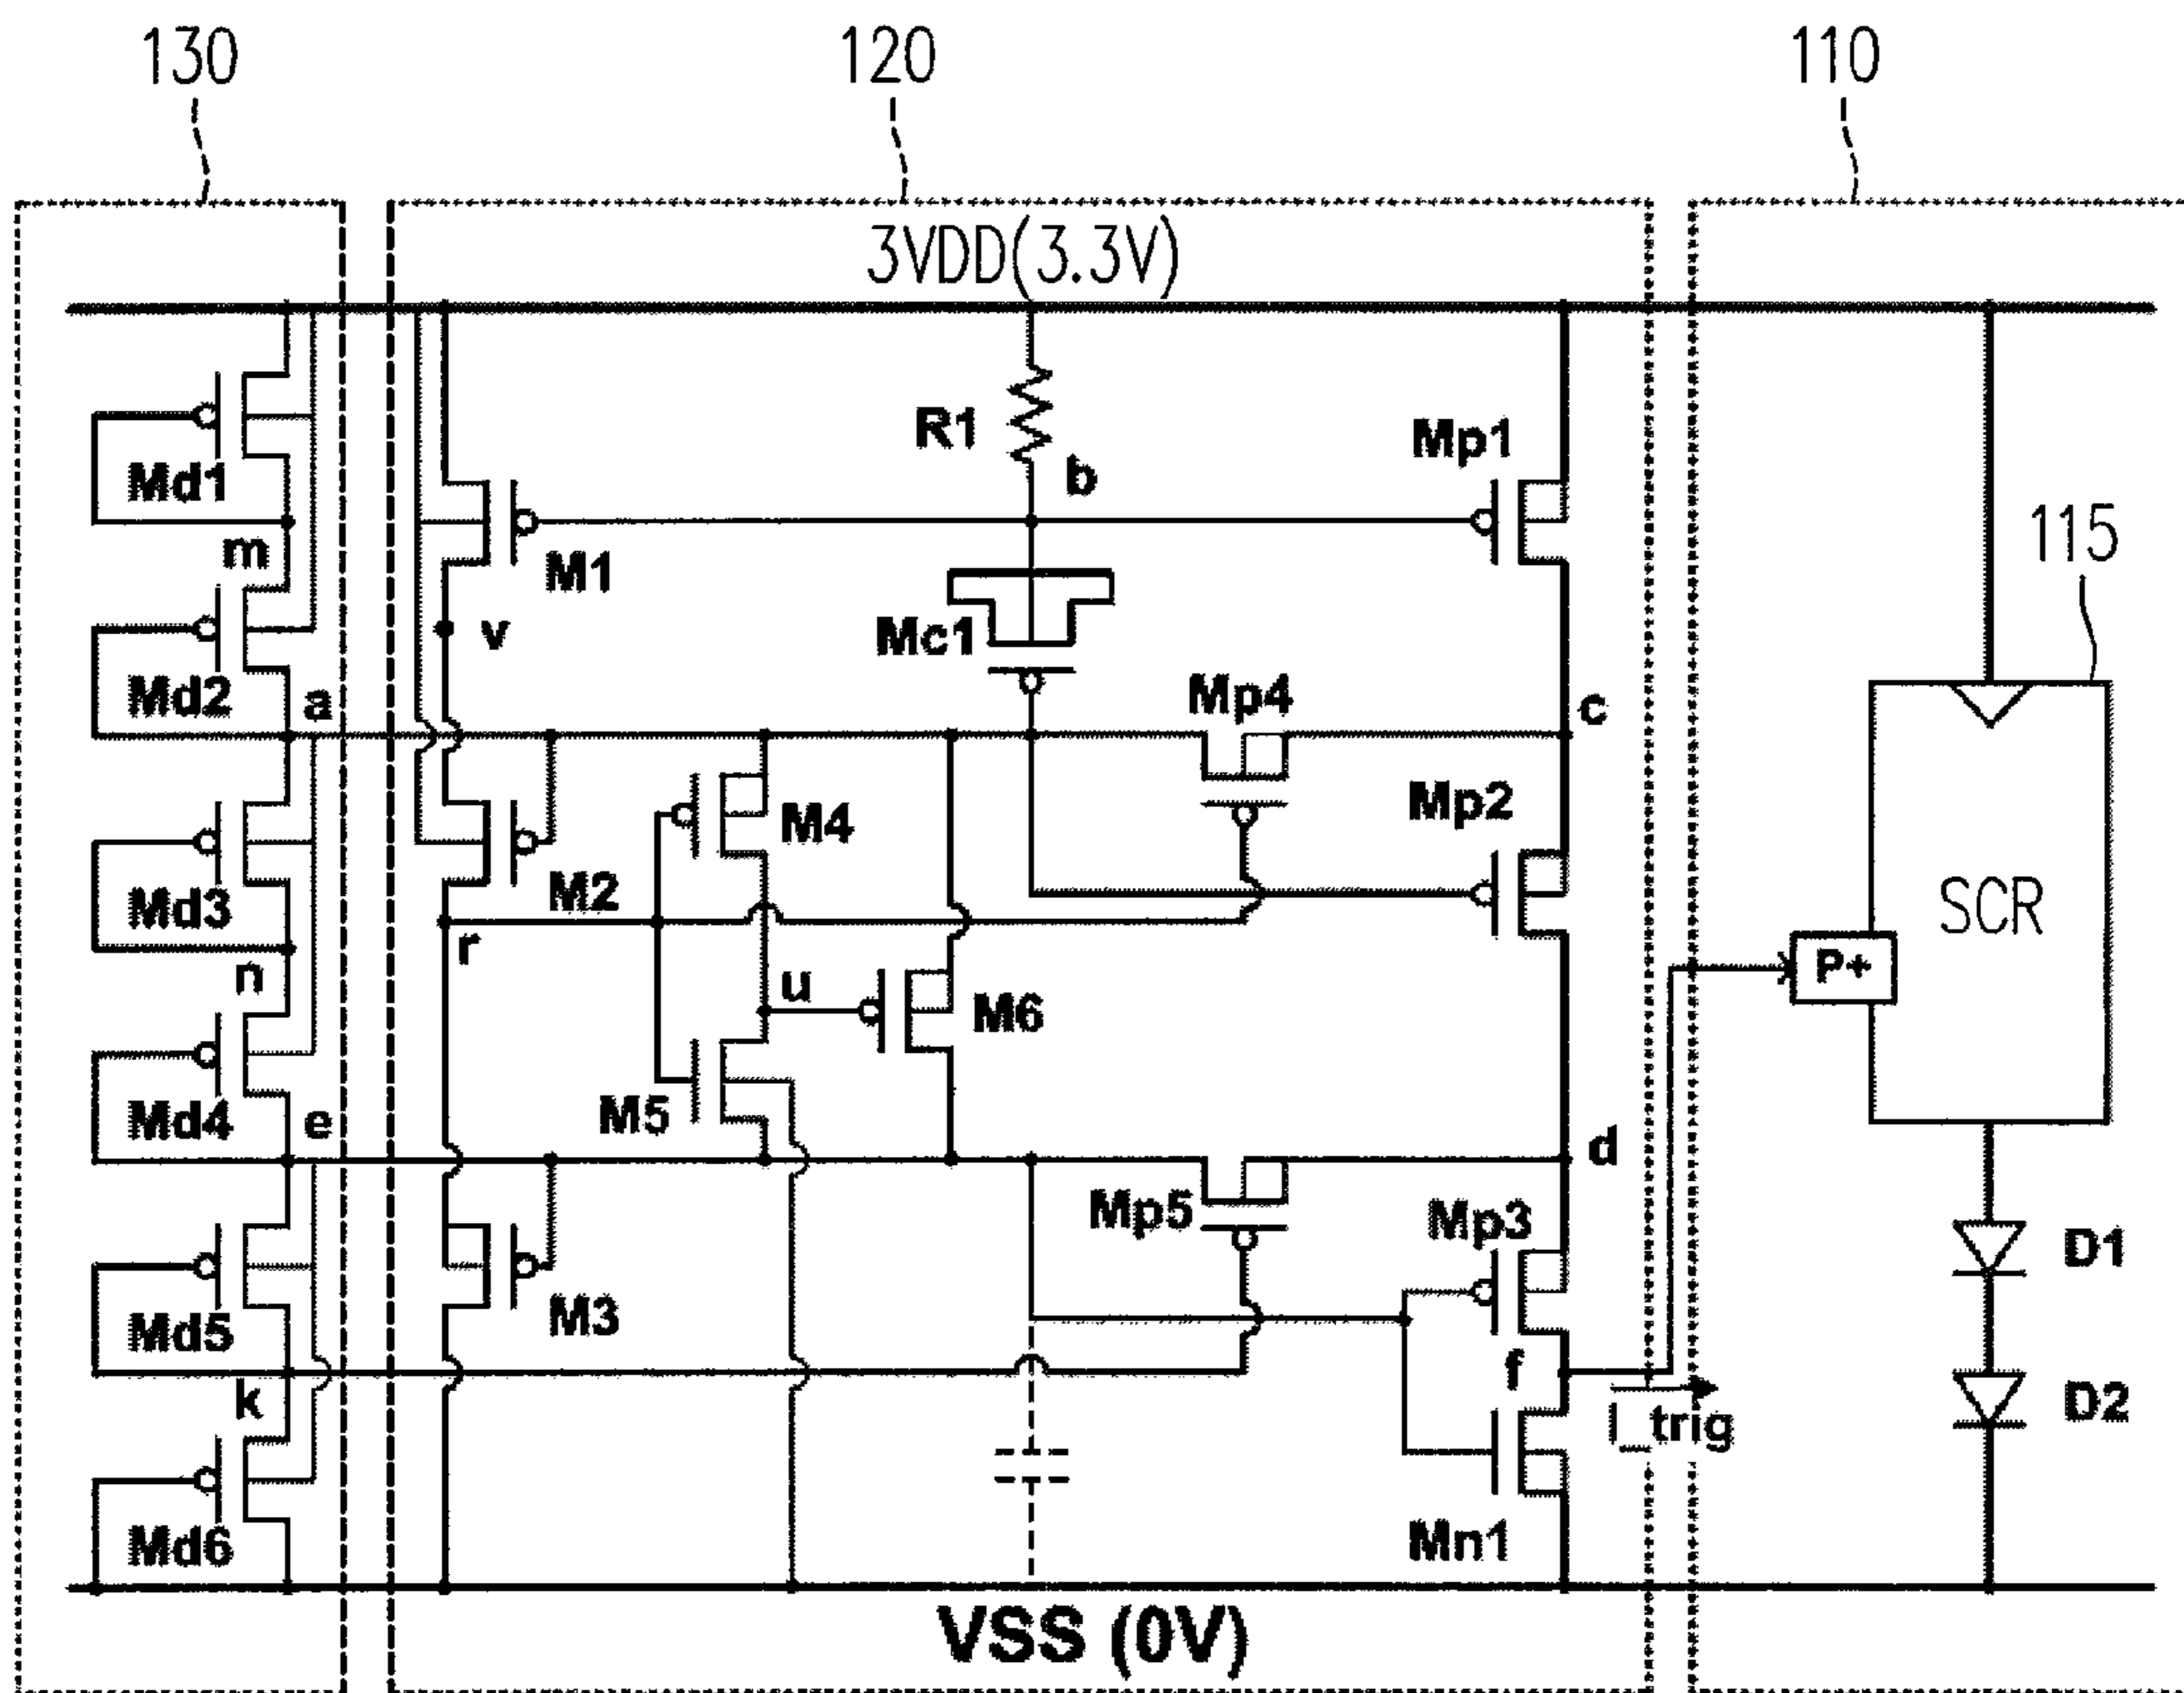 130
120
110
3VDD(3.3V)
R1
Mp1
b
Md1
115
m
M1
v
Mc1
Md2
a
Mp4
c
M4
Mp2
M2
Md3
SCR
r
n
u
M6
P+
M5
Md4
e
d
Mp5
Mp3
D1
M3
Md5
f
k
D2
I_trig
Md6
Mn1
VSS (0V)